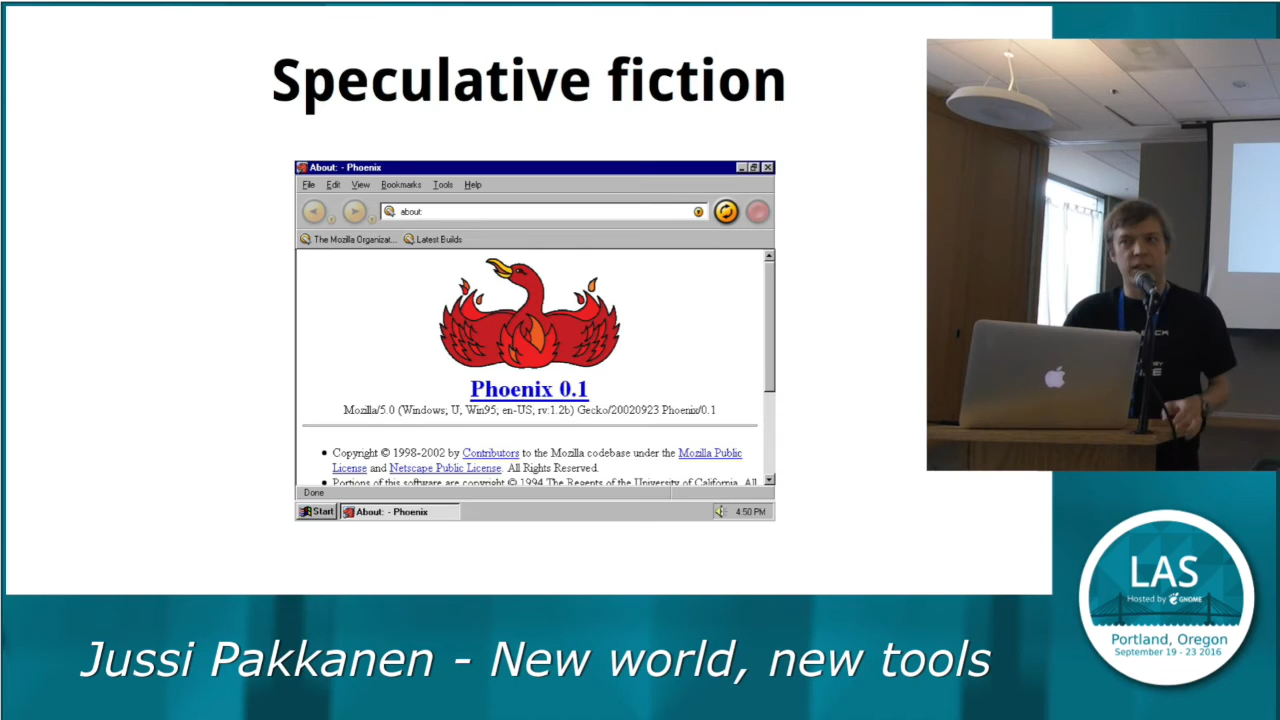 Speculative fiction
About: - Phoenix
File Edit View Bookmarks Tools Help
about:
The Mozilla Organizat... Latest Builds
Phoenix 0.1
Mozilla/5.0 (Windows; U; Win95; en-US; rv:1.2b) Gecko/20020923 Phoenix/0.1
Copyright © 1998-2002 by Contributors to the Mozilla codebase under the Mozilla Public
License and Netscape Public License. All Rights Reserved.
Portions of this software are copyright © 1994 The Regents of the University of California. All
Done
Start About: - Phoenix 4:50 PM
LAS
Hosted by GNOME
Portland, Oregon
September 19 - 23 2016
Jussi Pakkanen - New world, new tools